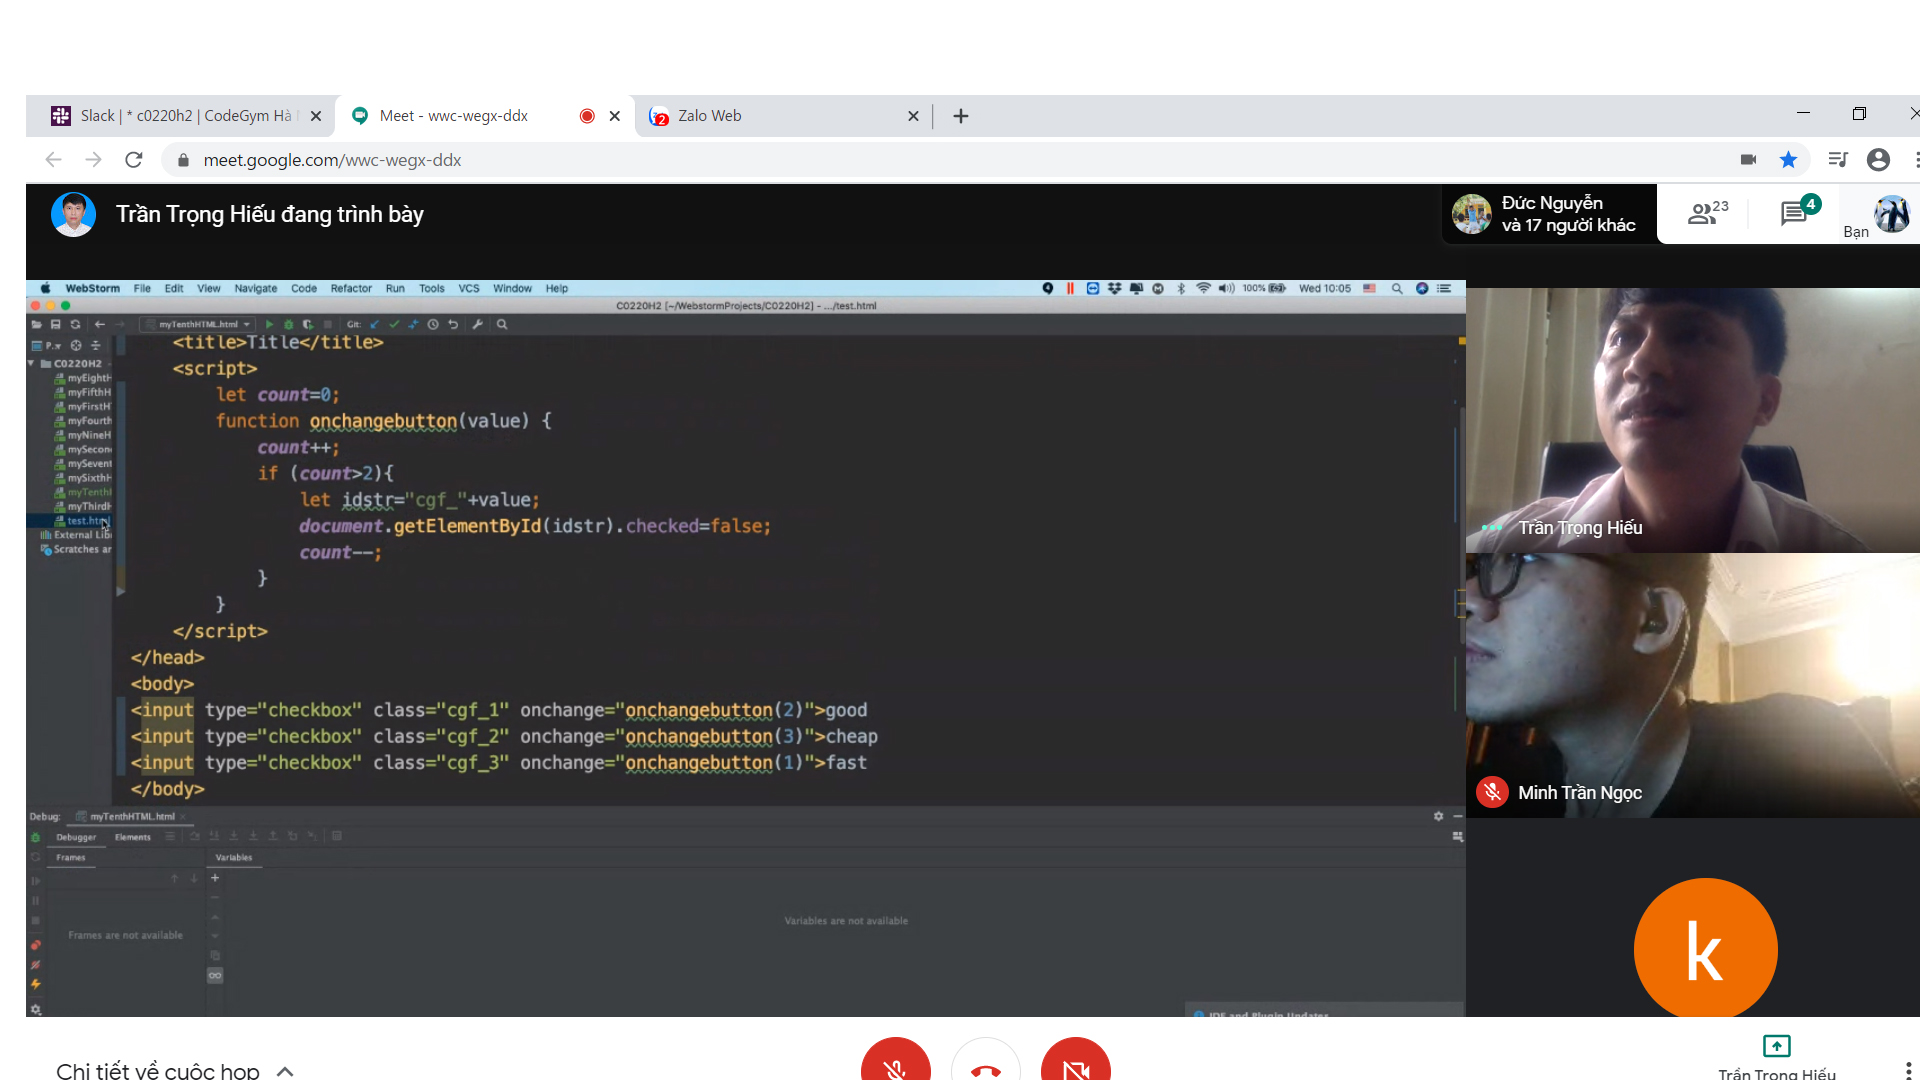 Slack | * c0220h2 | CodeGym Hà
Meet - wwc-wegx-ddx
2
Zalo Web
meet.google.com/wwc-wegx-ddx
Trần Trọng Hiếu đang trình bày
Đức Nguyễn
và 17 người khác
23
4
Bạn
WebStorm File Edit View Navigate Code Refactor Run Tools VCS Window Help
100%
Wed 10:05
C0220H2 [~/WebstormProjects/C0220H2] - .../test.html
myTenthHTML.html
Git:
P..
C0220H2
myEightH
myFifthH
myFirstH
myFourth
myNineH
mySecon
mySevent
mySixthH
myTenthH
myThirdH
test.html
External Lib
Scratches ar
<title>Title</title>
<script>
let count=0;
function onchangebutton(value) {
count++;
if (count>2){
let idstr="cgf_"+value;
document.getElementById(idstr).checked=false;
count--;
}
}
</script>
</head>
<body>
<input type="checkbox" class="cgf_1" onchange="onchangebutton(2)">good
<input type="checkbox" class="cgf_2" onchange="onchangebutton(3)">cheap
<input type="checkbox" class="cgf_3" onchange="onchangebutton(1)">fast
</body>
Debug: myTenthHTML.html
Debugger Elements
Frames
Variables
Frames are not available
Variables are not available
IDE and Plugin Updates
Trần Trọng Hiếu
Minh Trần Ngọc
k
Chi tiết về cuộc họp
Trần Trọng Hiếu